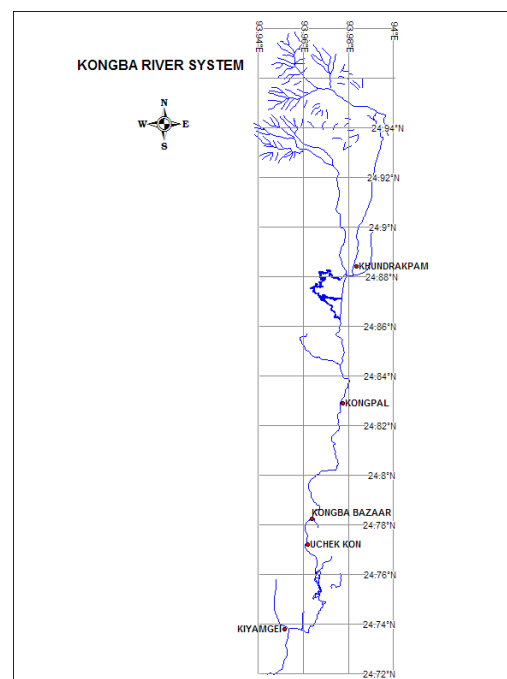 93.94°E
93.96°E
93.98°E
94°E
KONGBA RIVER SYSTEM
N
W
E
S
24:94°N
24:92°N
24:9°N
KHUNDRAKPAM
24:88°N
24:86°N
24:84°N
KONGPAL
24:82°N
24:8°N
KONGBA BAZAAR
24:78°N
UCHEK KON
24:76°N
24:74°N
KIYAMGEI
24:72°N